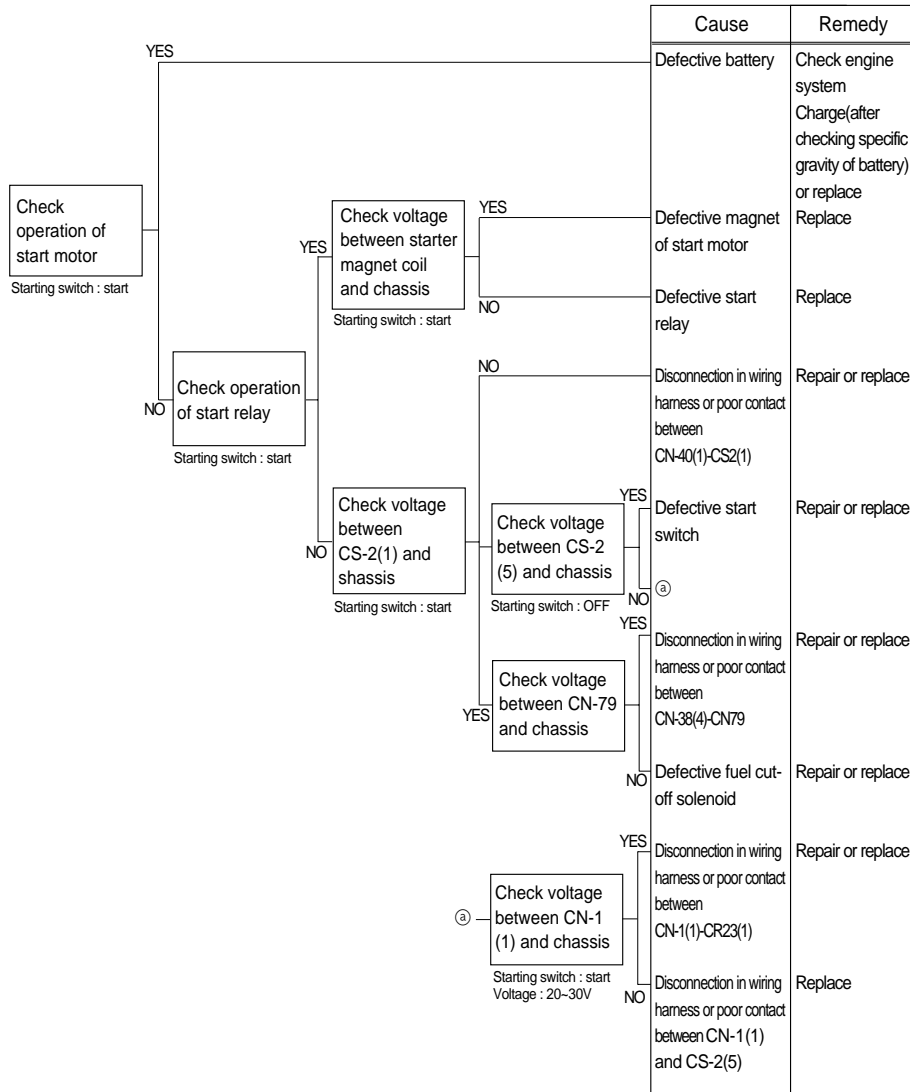 Cause
Remedy
YES
Defective battery
Check engine
system
Charge(after
checking specific
gravity of battery)
or replace
Check
operation of
start motor
Starting switch : start
YES
Check voltage
between starter
magnet coil
and chassis
Starting switch : start
YES
Defective magnet
of start motor
Replace
NO
Defective start
relay
Replace
NO
Check operation
of start relay
Starting switch : start
NO
Disconnection in wiring
harness or poor contact
between
CN-40(1)-CS2(1)
Repair or replace
NO
Check voltage
between
CS-2(1) and
shassis
Starting switch : start
Check voltage
between CS-2
(5) and chassis
Starting switch : OFF
YES
Defective start
switch
Repair or replace
NO
ⓐ
YES
Check voltage
between CN-79
and chassis
YES
Disconnection in wiring
harness or poor contact
between
CN-38(4)-CN79
Repair or replace
NO
Defective fuel cut-
off solenoid
Repair or replace
ⓐ
Check voltage
between CN-1
(1) and chassis
Starting switch : start
Voltage : 20~30V
YES
Disconnection in wiring
harness or poor contact
between
CN-1(1)-CR23(1)
Repair or replace
NO
Disconnection in wiring
harness or poor contact
between CN-1(1)
and CS-2(5)
Replace